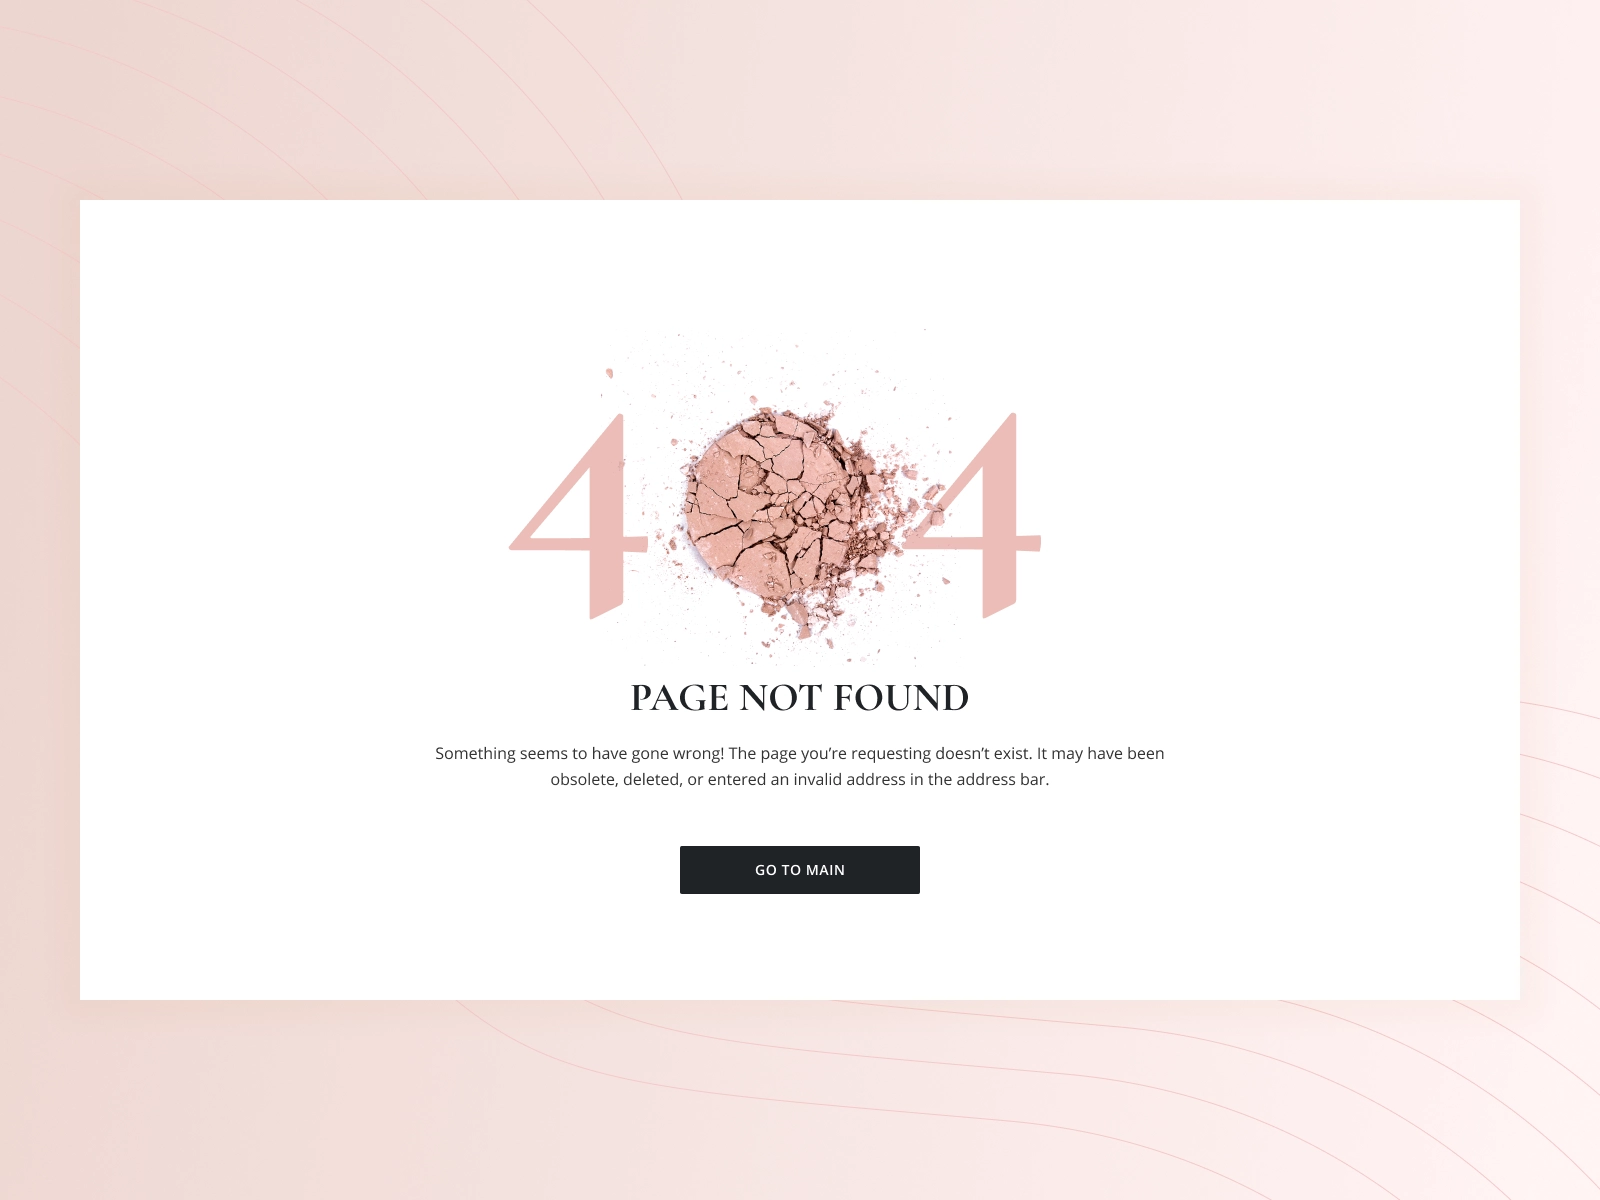 4 4
PAGE NOT FOUND
Something seems to have gone wrong! The page you’re requesting doesn’t exist. It may have been
obsolete, deleted, or entered an invalid address in the address bar.
GO TO MAIN